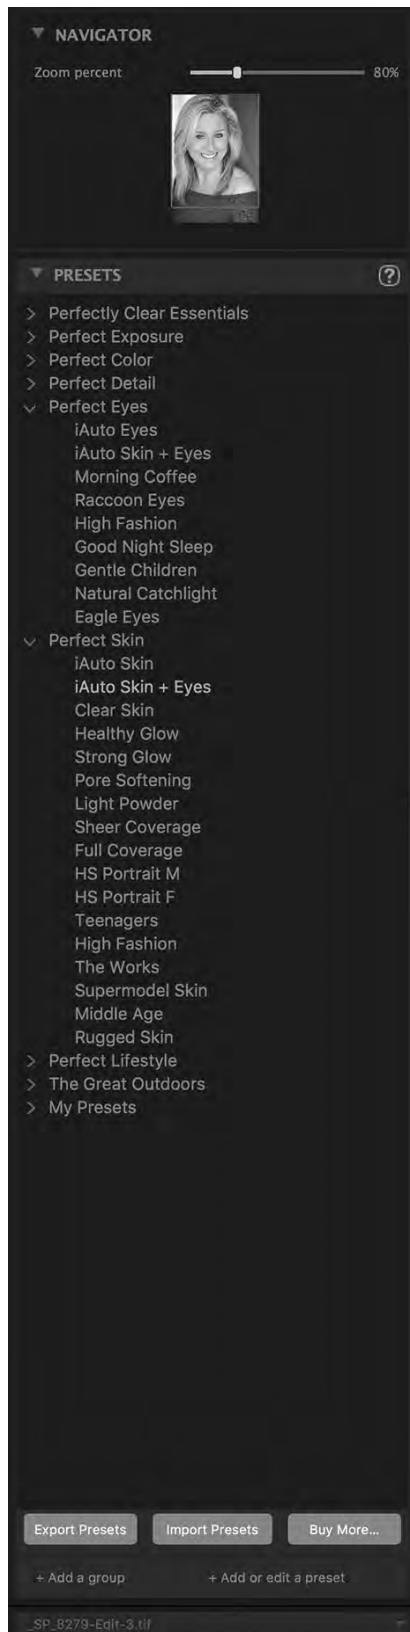 NAVIGATOR
Zoom percent 80%
PRESETS ?
Perfectly Clear Essentials
Perfect Exposure
Perfect Color
Perfect Detail
Perfect Eyes
iAuto Eyes
iAuto Skin + Eyes
Morning Coffee
Raccoon Eyes
High Fashion
Good Night Sleep
Gentle Children
Natural Catchlight
Eagle Eyes
Perfect Skin
iAuto Skin
iAuto Skin + Eyes
Clear Skin
Healthy Glow
Strong Glow
Pore Softening
Light Powder
Sheer Coverage
Full Coverage
HS Portrait M
HS Portrait F
Teenagers
High Fashion
The Works
Supermodel Skin
Middle Age
Rugged Skin
Perfect Lifestyle
The Great Outdoors
My Presets
Export Presets Import Presets Buy More...
+ Add a group + Add or edit a preset
_SP_8279-Edit-3.tif